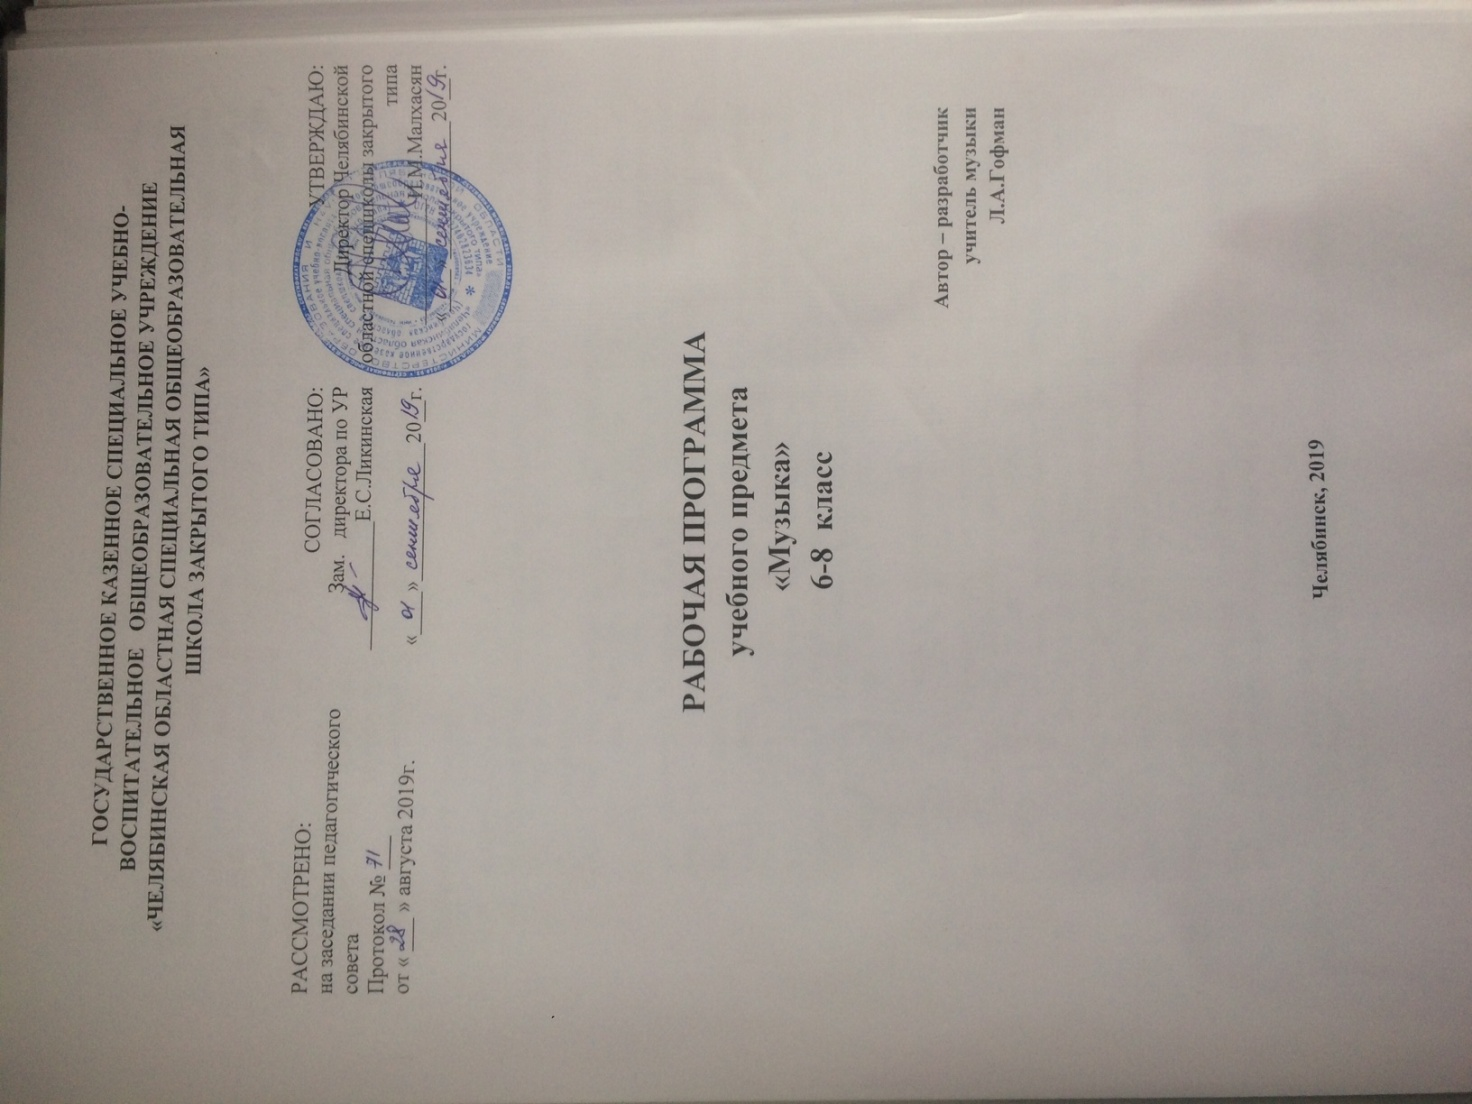 ГОСУДАРСТВЕННОЕ КАЗЕННОЕ СПЕЦИАЛЬНОЕ УЧЕБНО-
ВОСПИТАТЕЛЬНОЕ ОБЩЕОБРАЗОВАТЕЛЬНОЕ УЧРЕЖДЕНИЕ
«ЧЕЛЯБИНСКАЯ ОБЛАСТНАЯ СПЕЦИАЛЬНАЯ ОБЩЕОБРАЗОВАТЕЛЬНАЯ
ШКОЛА ЗАКРЫТОГО ТИПА»
РАССМОТРЕНО:
на заседании педагогического
совета
Протокол № 71
от « 28 » августа 2019г.
СОГЛАСОВАНО:
Зам. директора по УР
Е.С.Ликинская
« 01 » сентября 2019г.
УТВЕРЖДАЮ:
Директор Челябинской
областной спецшколы закрытого
типа
И.М.Малхасян
« 01 » сентября 2019г.
РАБОЧАЯ ПРОГРАММА
учебного предмета
«Музыка»
6-8 класс
Автор – разработчик
учитель музыки
Л.А.Гофман
Челябинск, 2019